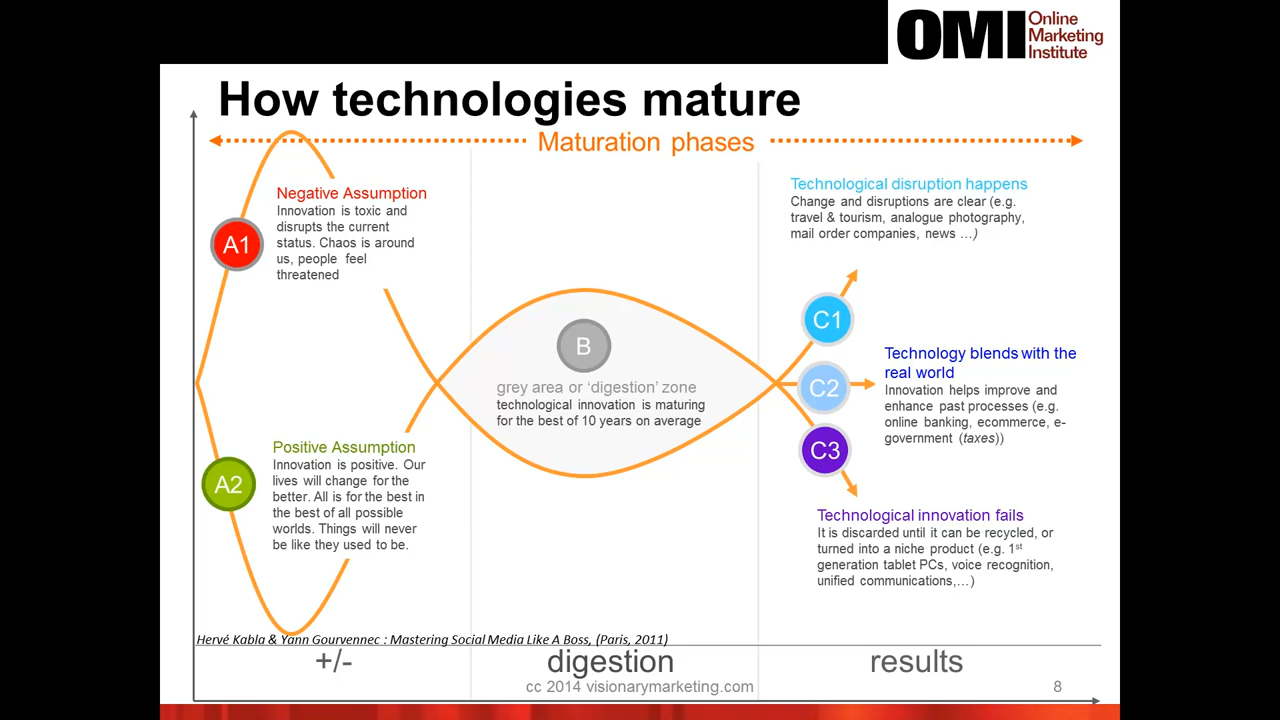 OMI Online
Marketing
Institute
How technologies mature
Maturation phases
Negative Assumption
Innovation is toxic and
disrupts the current
status. Chaos is around
us, people feel
threatened
A1
Positive Assumption
Innovation is positive. Our
lives will change for the
better. All is for the best in
the best of all possible
worlds. Things will never
be like they used to be.
A2
B
grey area or ‘digestion’ zone
technological innovation is maturing
for the best of 10 years on average
Technological disruption happens
Change and disruptions are clear (e.g.
travel & tourism, analogue photography,
mail order companies, news …)
C1
C2
C3
Technology blends with the
real world
Innovation helps improve and
enhance past processes (e.g.
online banking, ecommerce, e-
government (taxes))
Technological innovation fails
It is discarded until it can be recycled, or
turned into a niche product (e.g. 1st
generation tablet PCs, voice recognition,
unified communications,…)
Hervé Kabla & Yann Gourvennec : Mastering Social Media Like A Boss, (Paris, 2011)
+/-
digestion
results
cc 2014 visionarymarketing.com
8